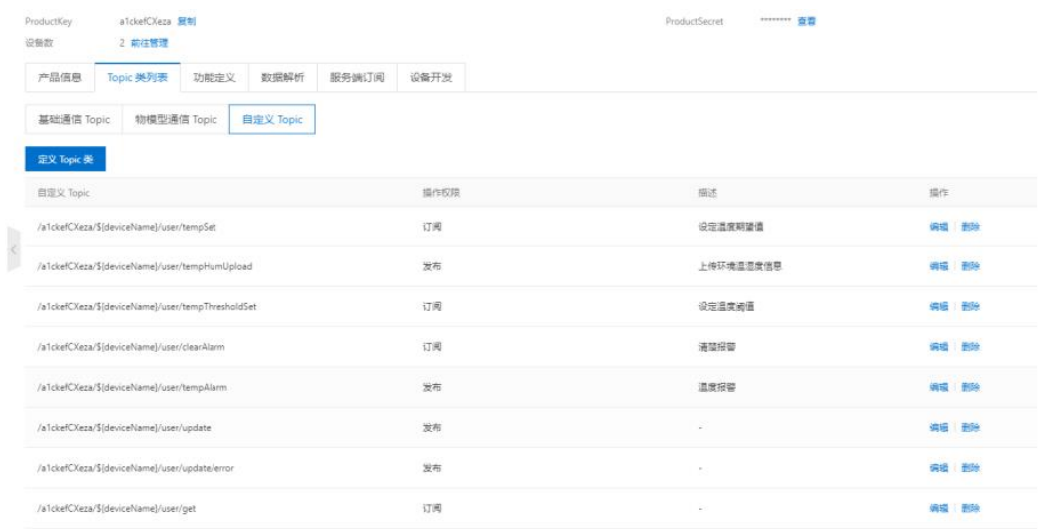 ProductKey a1ckefCXeza 复制 ProductSecret ******** 查看
设备数 2 前往管理
产品信息 Topic 类列表 功能定义 数据解析 服务端订阅 设备开发
基础通信 Topic 物模型通信 Topic 自定义 Topic
定义 Topic 类
自定义 Topic 操作权限 描述 操作
/a1ckefCXeza/${deviceName}/user/tempSet 订阅 设定温度期望值 编辑 删除
/a1ckefCXeza/${deviceName}/user/tempHumUpload 发布 上传环境温湿度信息 编辑 删除
/a1ckefCXeza/${deviceName}/user/tempThresholdSet 订阅 设定温度阈值 编辑 删除
/a1ckefCXeza/${deviceName}/user/clearAlarm 订阅 清楚报警 编辑 删除
/a1ckefCXeza/${deviceName}/user/tempAlarm 发布 温度报警 编辑 删除
/a1ckefCXeza/${deviceName}/user/update 发布 - 编辑 删除
/a1ckefCXeza/${deviceName}/user/update/error 发布 - 编辑 删除
/a1ckefCXeza/${deviceName}/user/get 订阅 - 编辑 删除